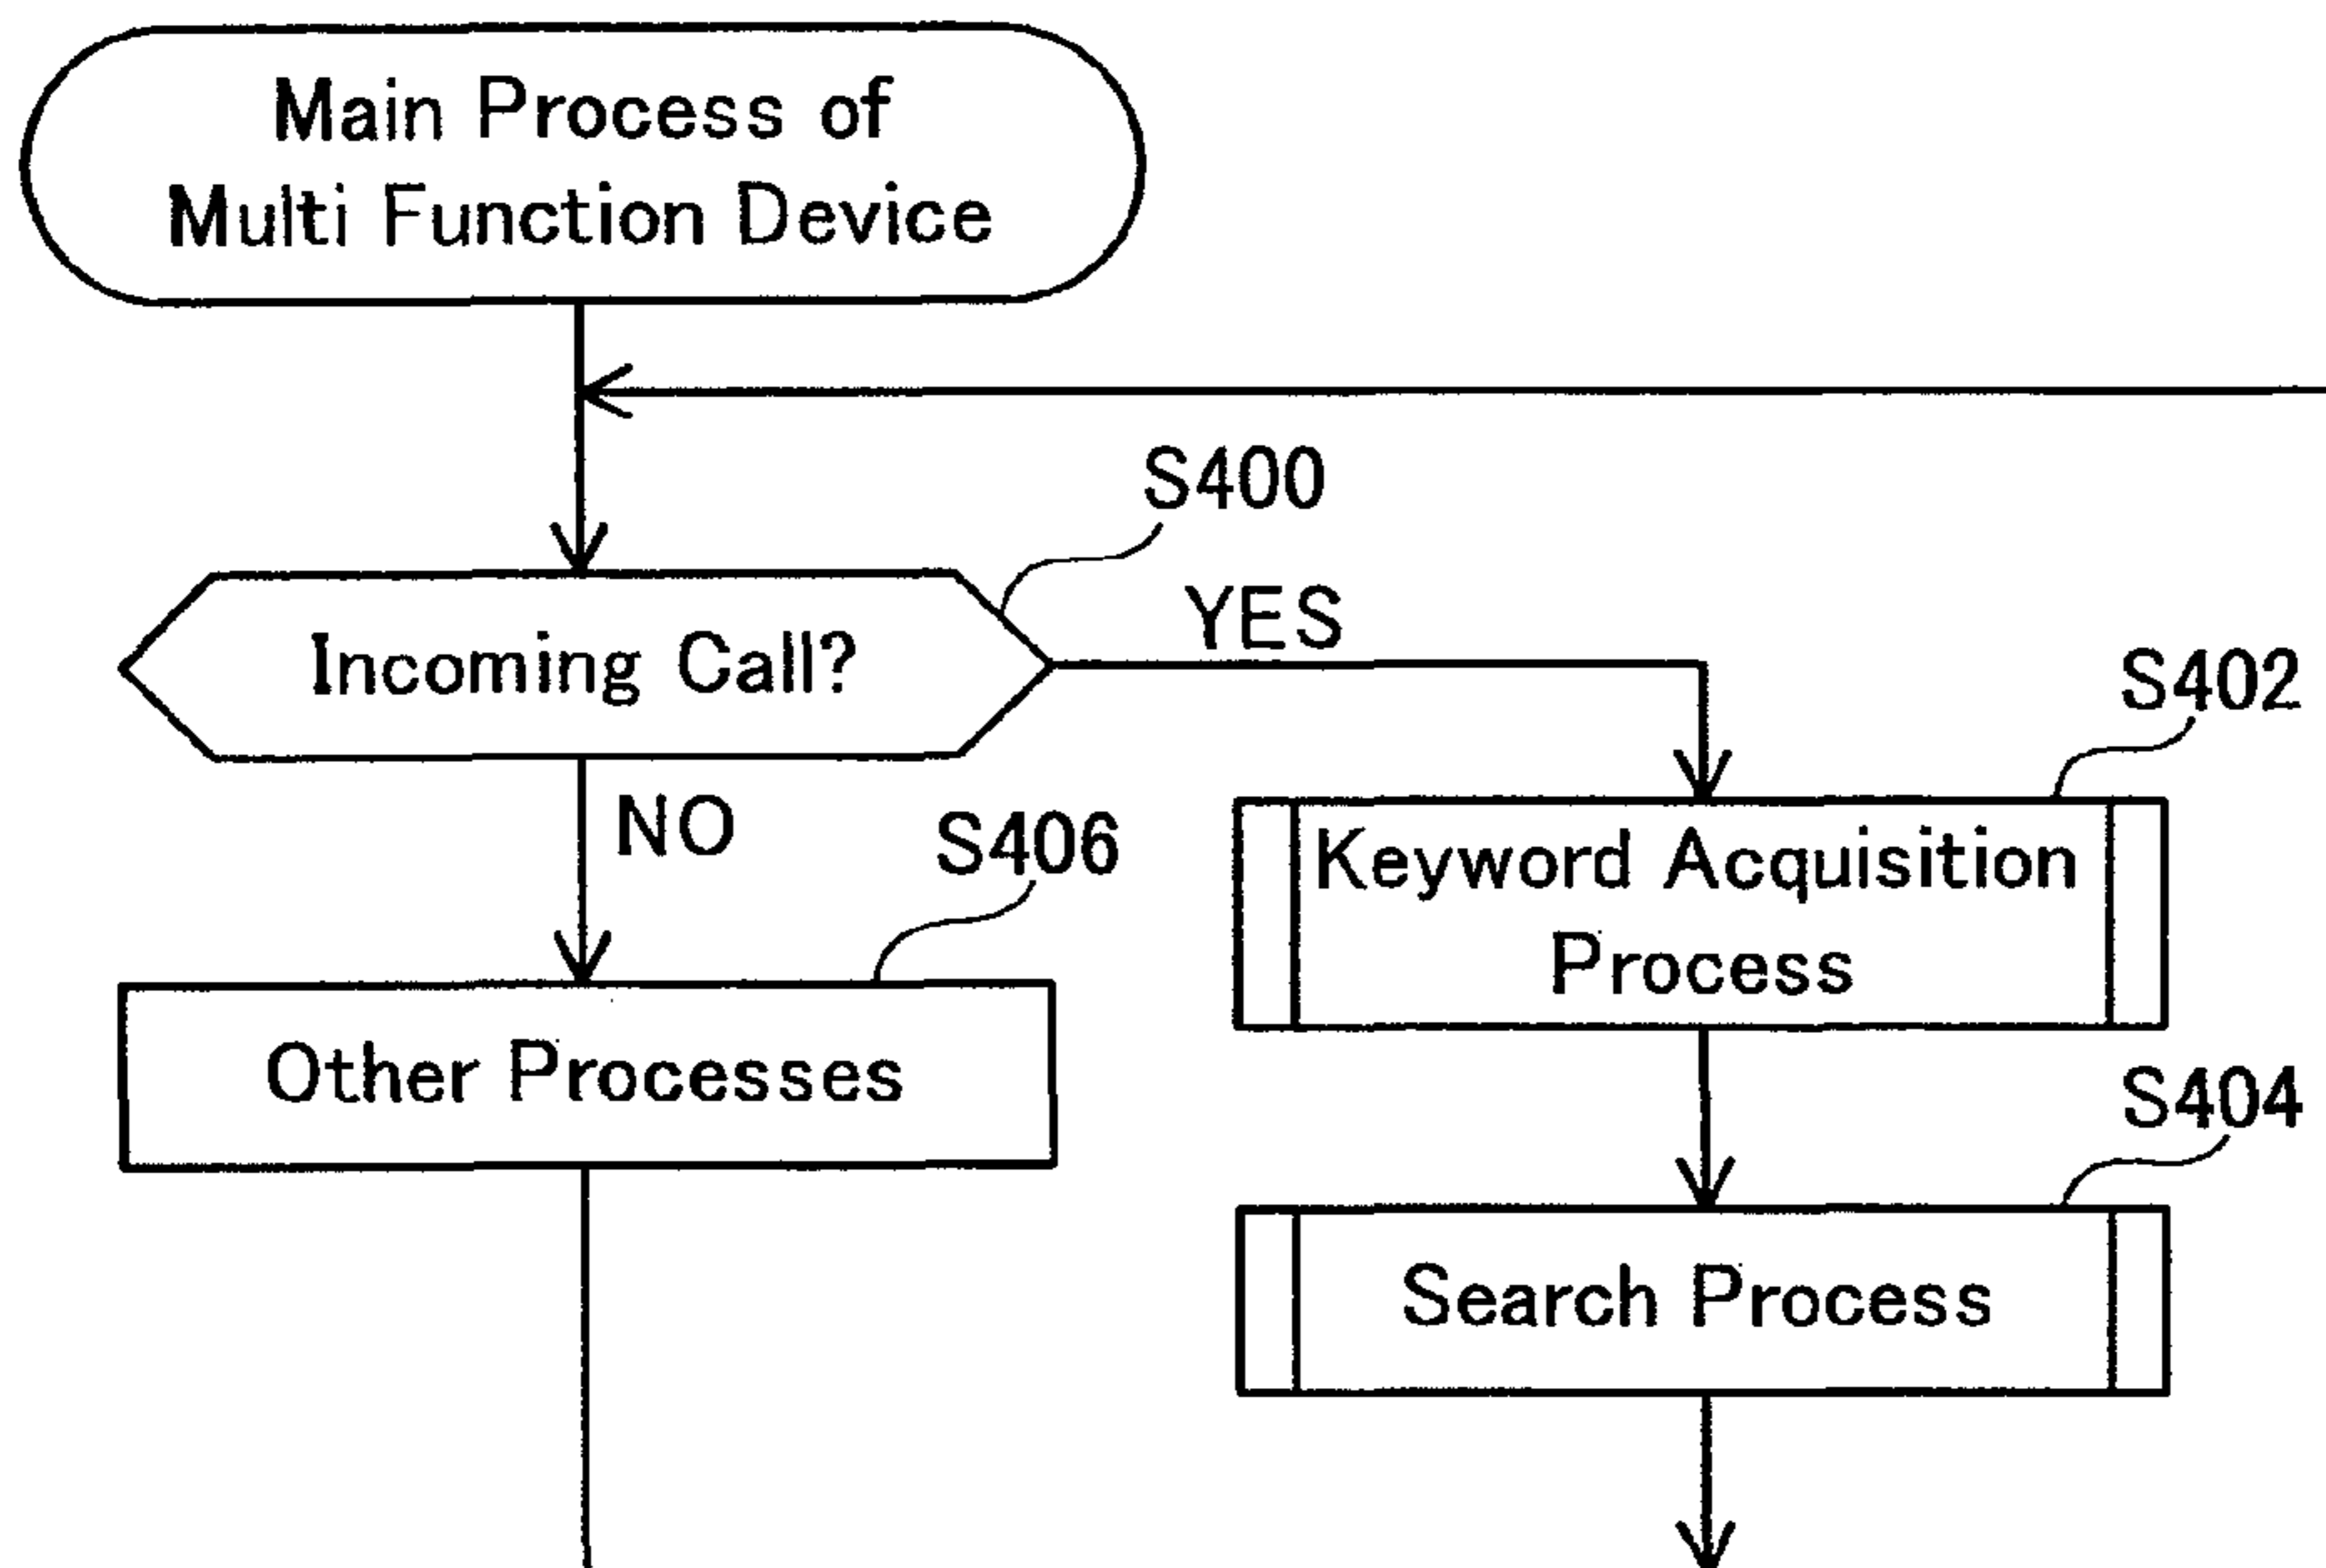 Main Process of
Multi Function Device
S400
Incoming Call?
YES
S402
NO
S406
Keyword Acquisition
Process
Other Processes
S404
Search Process